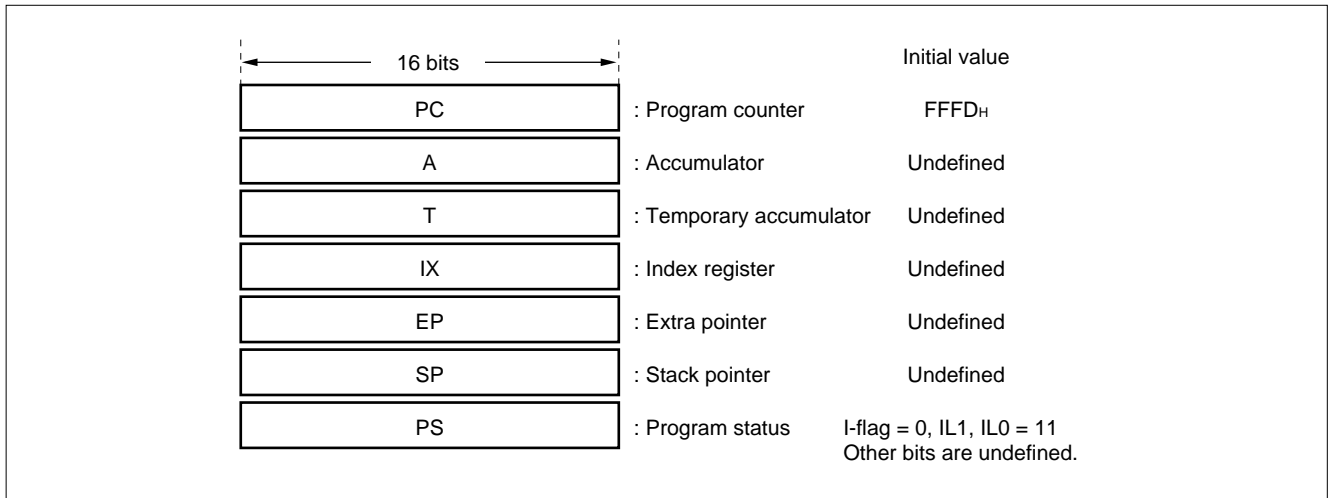 16 bits Initial value
PC : Program counter FFFDH
A : Accumulator Undefined
T : Temporary accumulator Undefined
IX : Index register Undefined
EP : Extra pointer Undefined
SP : Stack pointer Undefined
PS : Program status I-flag = 0, IL1, IL0 = 11
Other bits are undefined.